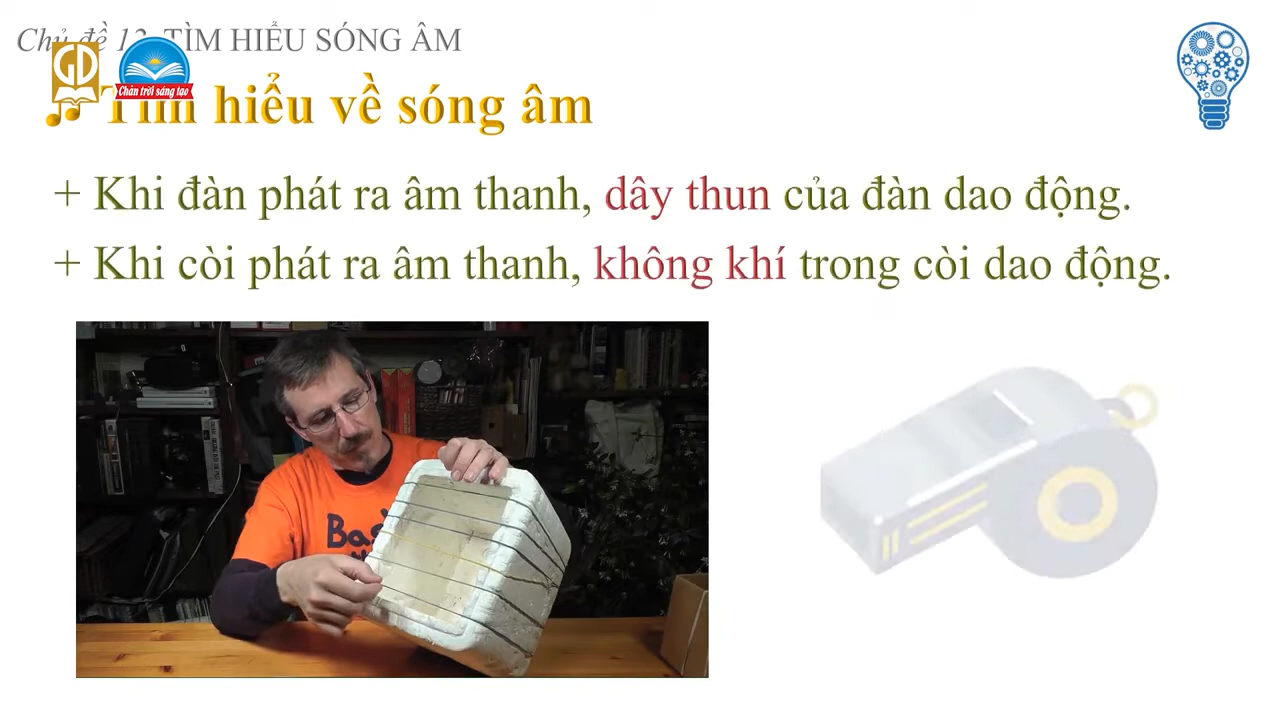 Chủ đề 12. TÌM HIỂU SÓNG ÂM
GD
Chân trời sáng tạo
Tìm hiểu về sóng âm
+ Khi đàn phát ra âm thanh, dây thun của đàn dao động.
+ Khi còi phát ra âm thanh, không khí trong còi dao động.